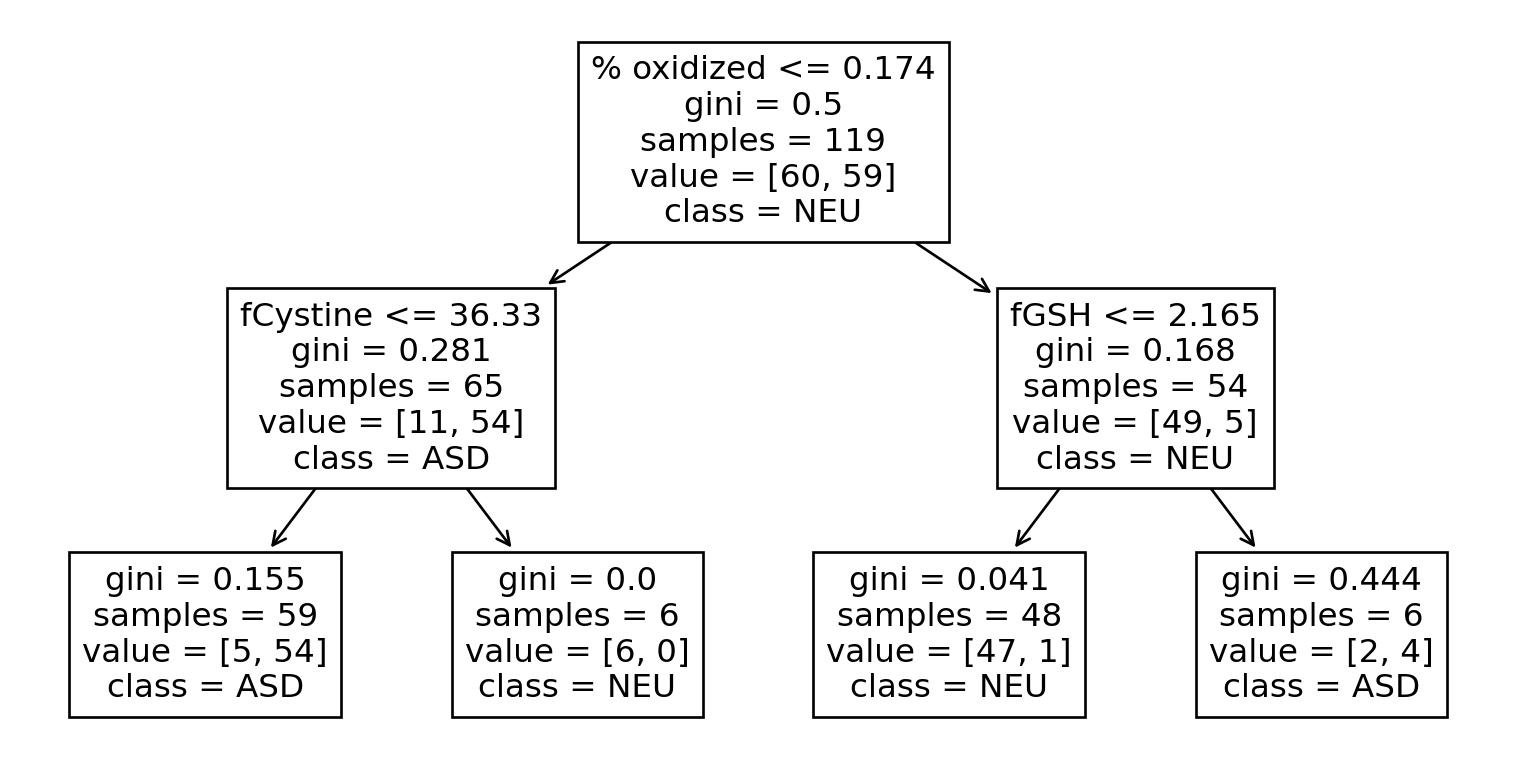 % oxidized <= 0.174
gini = 0.5
samples = 119
value = [60, 59]
class = NEU
fCystine <= 36.33
gini = 0.281
samples = 65
value = [11, 54]
class = ASD
fGSH <= 2.165
gini = 0.168
samples = 54
value = [49, 5]
class = NEU
gini = 0.155
samples = 59
value = [5, 54]
class = ASD
gini = 0.0
samples = 6
value = [6, 0]
class = NEU
gini = 0.041
samples = 48
value = [47, 1]
class = NEU
gini = 0.444
samples = 6
value = [2, 4]
class = ASD